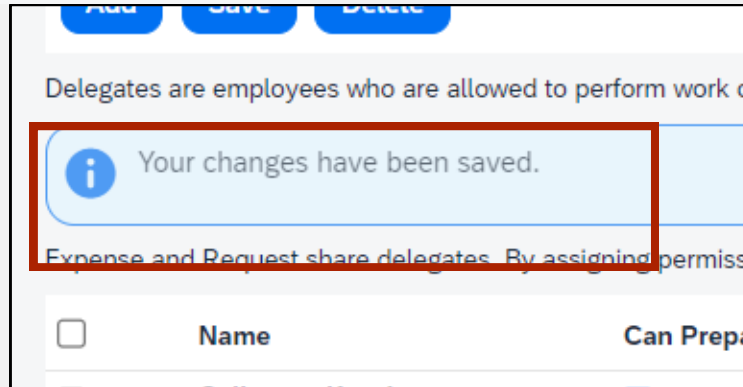 Add Save Delete
Delegates are employees who are allowed to perform work
Your changes have been saved.
Expense and Request share delegates. By assigning permiss
Name Can Prepa